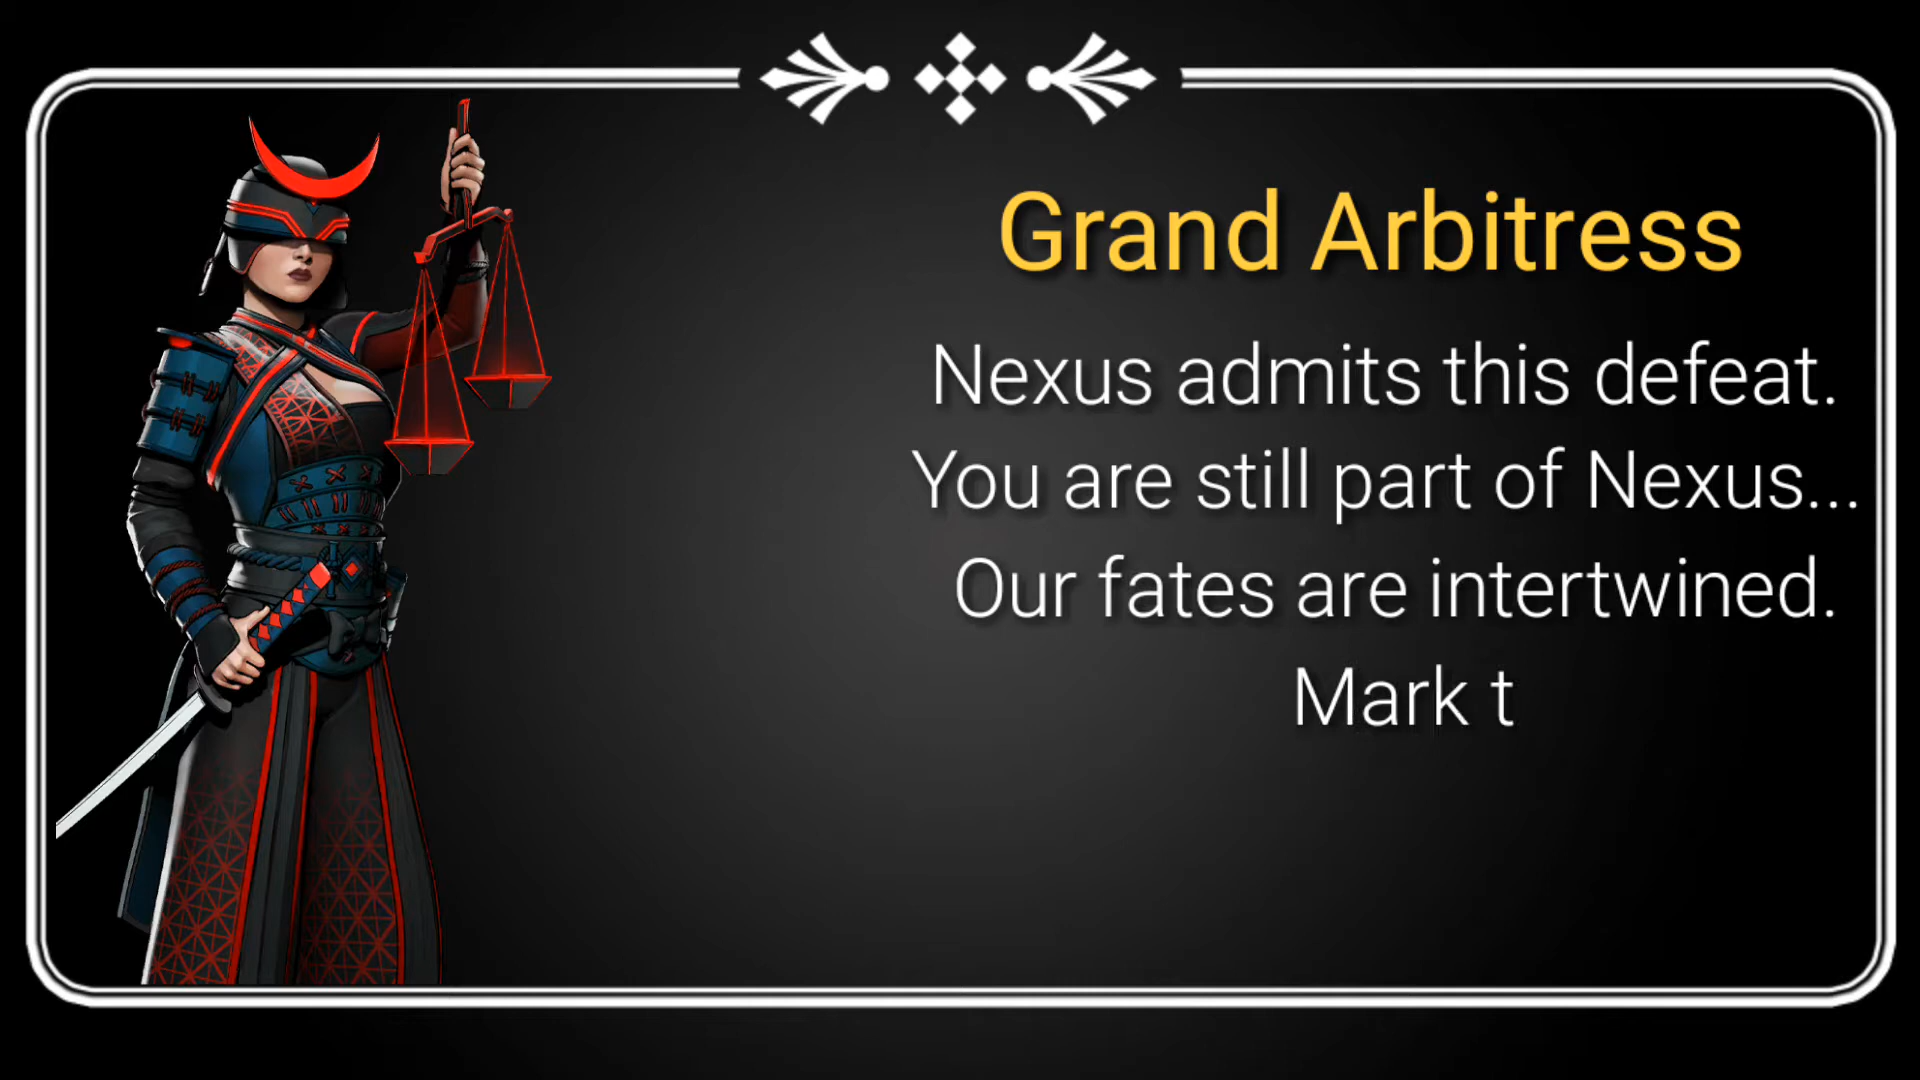 Grand Arbitress
Nexus admits this defeat.
You are still part of Nexus...
Our fates are intertwined.
Mark t